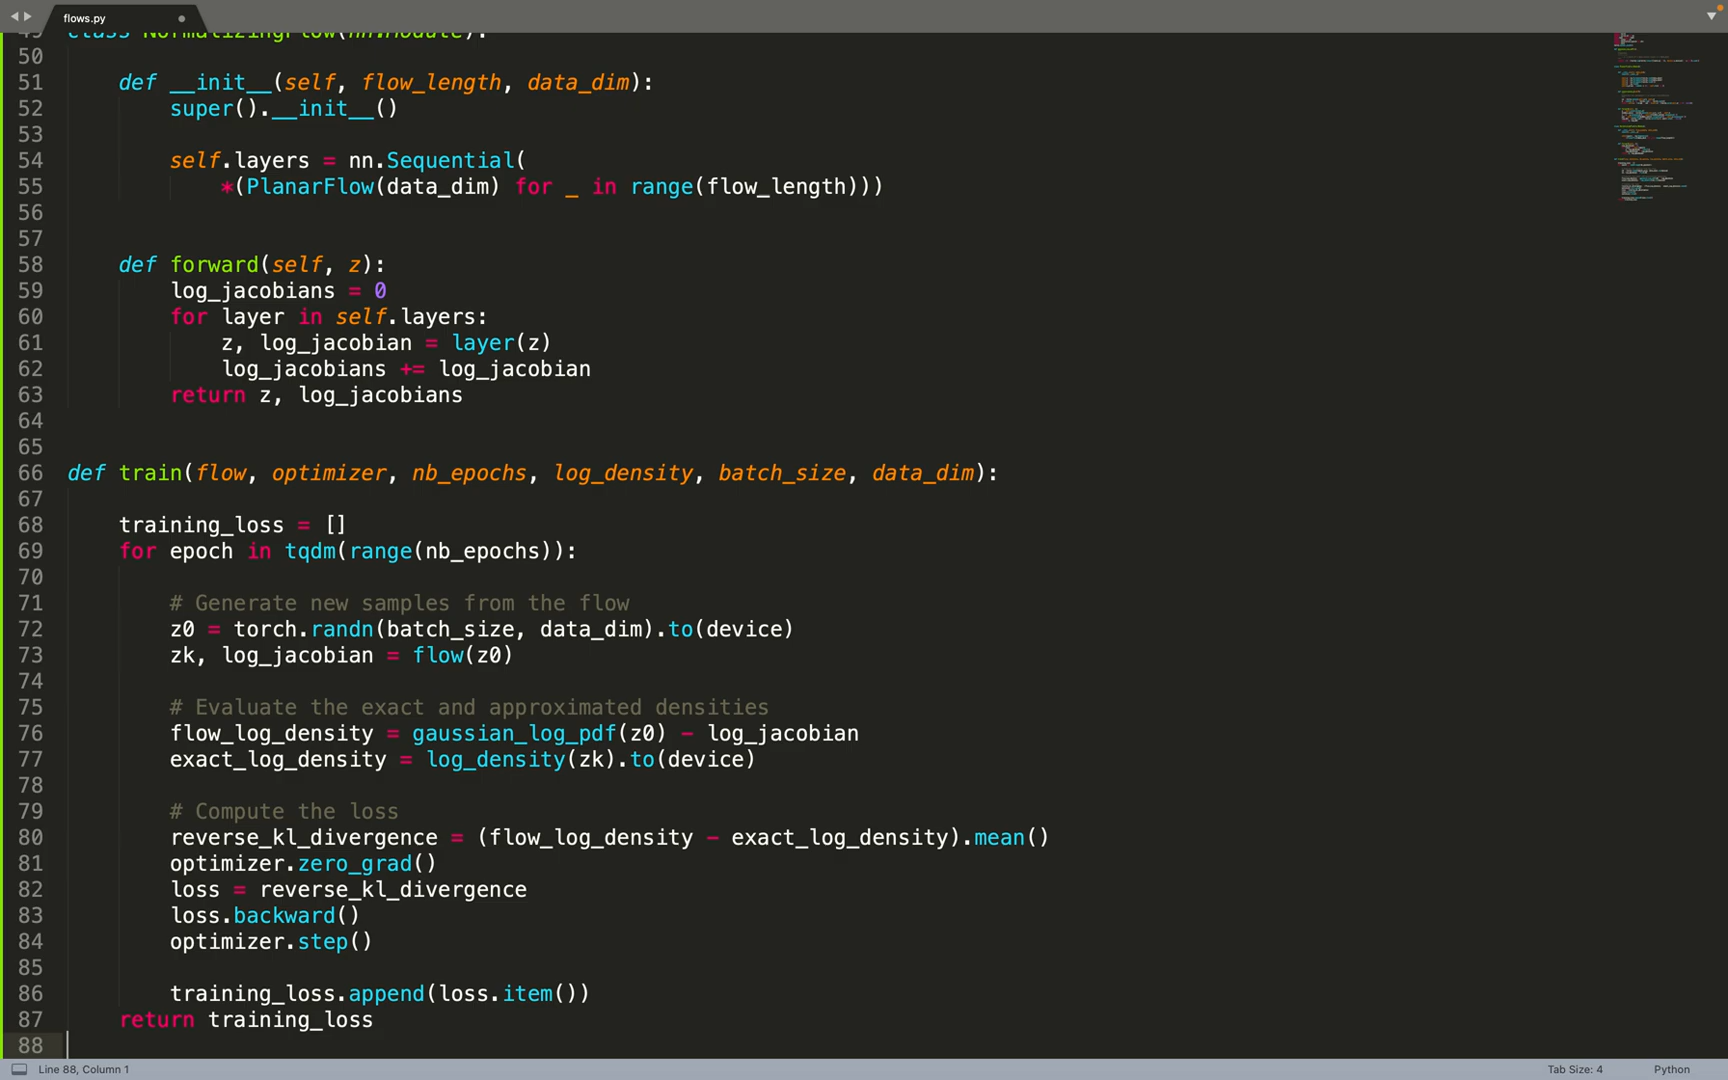 flows.py
49 class NormalizingFlow(nn.Module):
50
51 def __init__(self, flow_length, data_dim):
52 super().__init__()
53
54 self.layers = nn.Sequential(
55 *(PlanarFlow(data_dim) for _ in range(flow_length)))
56
57
58 def forward(self, z):
59 log_jacobians = 0
60 for layer in self.layers:
61 z, log_jacobian = layer(z)
62 log_jacobians += log_jacobian
63 return z, log_jacobians
64
65
66 def train(flow, optimizer, nb_epochs, log_density, batch_size, data_dim):
67
68 training_loss = []
69 for epoch in tqdm(range(nb_epochs)):
70
71 # Generate new samples from the flow
72 z0 = torch.randn(batch_size, data_dim).to(device)
73 zk, log_jacobian = flow(z0)
74
75 # Evaluate the exact and approximated densities
76 flow_log_density = gaussian_log_pdf(z0) - log_jacobian
77 exact_log_density = log_density(zk).to(device)
78
79 # Compute the loss
80 reverse_kl_divergence = (flow_log_density - exact_log_density).mean()
81 optimizer.zero_grad()
82 loss = reverse_kl_divergence
83 loss.backward()
84 optimizer.step()
85
86 training_loss.append(loss.item())
87 return training_loss
88
Line 88, Column 1
Tab Size: 4
Python